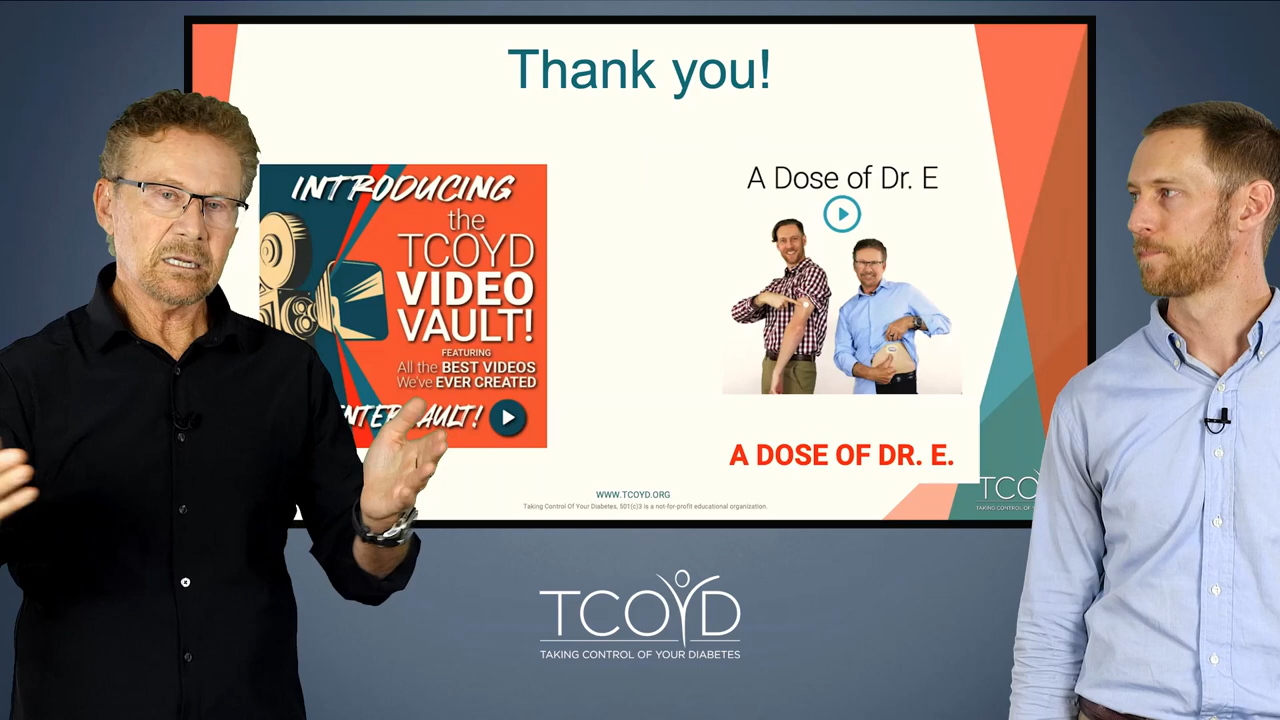 Thank you!
INTRODUCING
the
TCOYD
VIDEO
VAULT!
FEATURING
All the BEST VIDEOS
We've EVER CREATED
A Dose of Dr. E
A DOSE OF DR. E.
WWW.TCOYD.ORG
Taking Control Of Your Diabetes, 501(c)3 is a not-for-profit educational organization.
TCOYD
TAKING CONTROL OF YOUR DIABETES